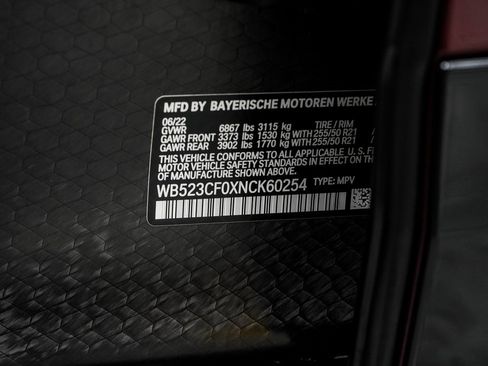 MFD BY BAYERISCHE MOTOREN WERKE
06/22
GVWR 6867 lbs 3115 kg TIRE / RIM
GAWR FRONT 3373 lbs 1530 kg WITH 255/50 R21
GAWR REAR 3902 lbs 1770 kg WITH 255/50 R21
THIS VEHICLE CONFORMS TO ALL APPLICABLE U.S. F
MOTOR VEHICLE SAFETY STANDARDS IN EFFECT ON
MANUFACTURE SHOWN ABOVE.
WB523CF0XNCK60254 TYPE: MPV